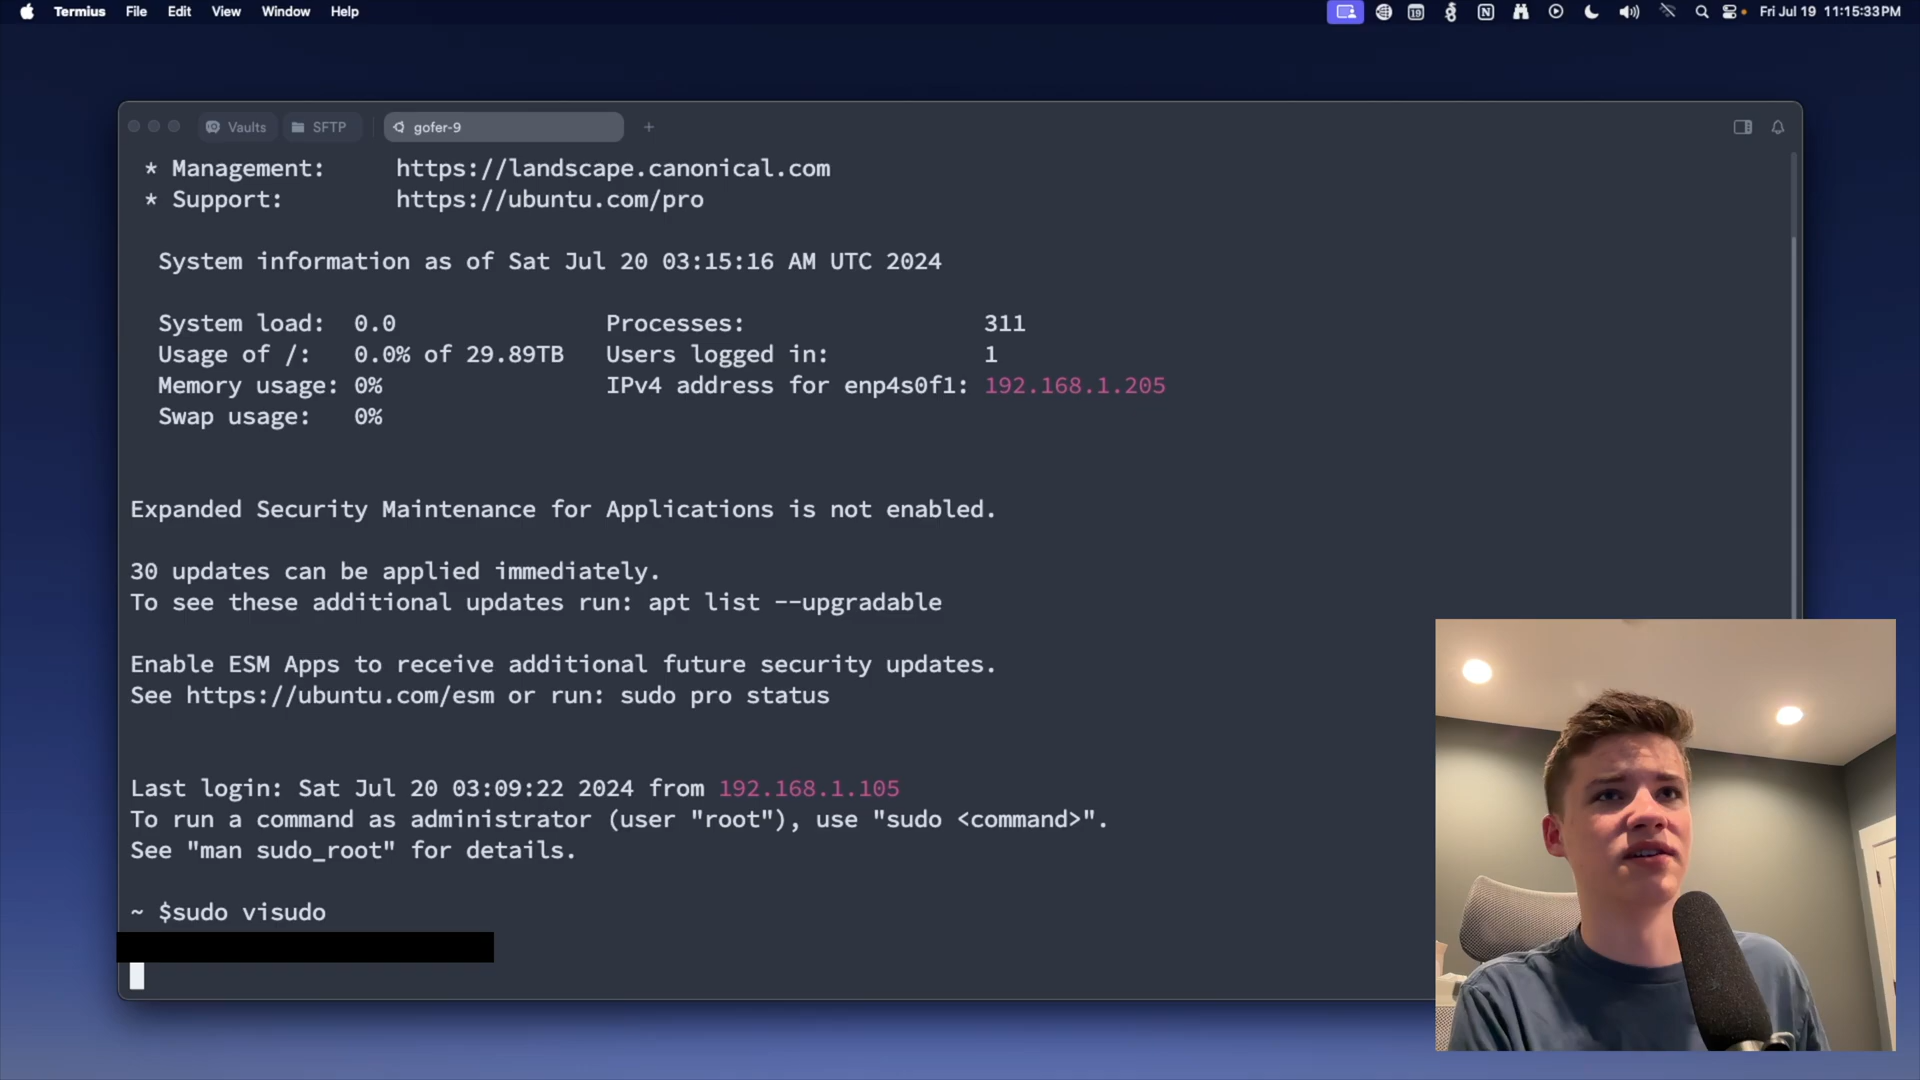 Termius File Edit View Window Help
19 Fri Jul 19 11:15:33 PM
Vaults SFTP gofer-9 +
* Management: https://landscape.canonical.com
* Support: https://ubuntu.com/pro
System information as of Sat Jul 20 03:15:16 AM UTC 2024
System load: 0.0 Processes: 311
Usage of /: 0.0% of 29.89TB Users logged in: 1
Memory usage: 0% IPv4 address for enp4s0f1: 192.168.1.205
Swap usage: 0%
Expanded Security Maintenance for Applications is not enabled.
30 updates can be applied immediately.
To see these additional updates run: apt list --upgradable
Enable ESM Apps to receive additional future security updates.
See https://ubuntu.com/esm or run: sudo pro status
Last login: Sat Jul 20 03:09:22 2024 from 192.168.1.105
To run a command as administrator (user "root"), use "sudo <command>".
See "man sudo_root" for details.
~ $sudo visudo